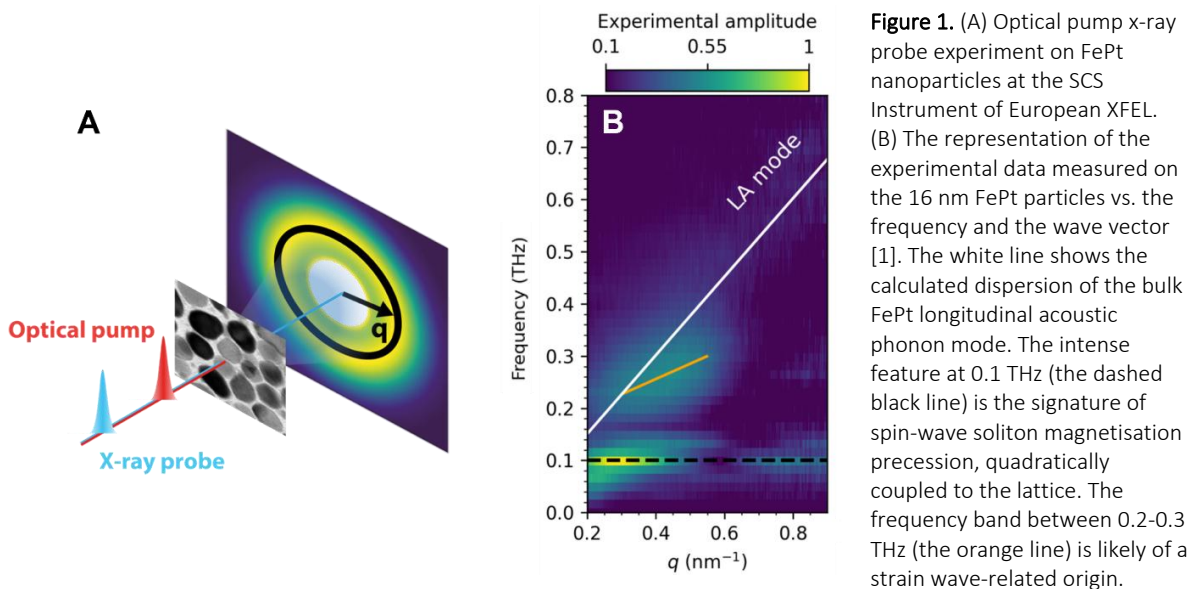 A
Optical pump
X-ray probe
q
Experimental amplitude
0.1 0.55 1
B
LA mode
Frequency (THz)
0.8
0.7
0.6
0.5
0.4
0.3
0.2
0.1
0.0
0.2 0.4 0.6 0.8
q (nm⁻¹)
Figure 1. (A) Optical pump x-ray
probe experiment on FePt
nanoparticles at the SCS
Instrument of European XFEL.
(B) The representation of the
experimental data measured on
the 16 nm FePt particles vs. the
frequency and the wave vector
[1]. The white line shows the
calculated dispersion of the bulk
FePt longitudinal acoustic
phonon mode. The intense
feature at 0.1 THz (the dashed
black line) is the signature of
spin-wave soliton magnetisation
precession, quadratically
coupled to the lattice. The
frequency band between 0.2-0.3
THz (the orange line) is likely of a
strain wave-related origin.